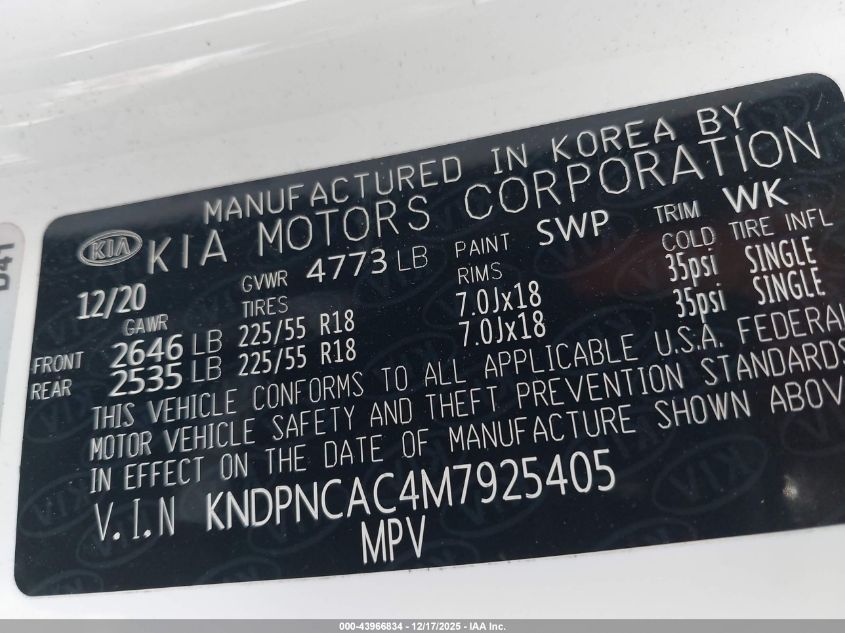 MANUFACTURED IN KOREA BY
KIA KIA MOTORS CORPORATION
12/20 GVWR 4773 LB PAINT SWP TRIM WK
GAWR TIRES RIMS COLD TIRE INFL
FRONT 2646 LB 225/55 R18 7.0Jx18 35psi SINGLE
REAR 2535 LB 225/55 R18 7.0Jx18 35psi SINGLE
THIS VEHICLE CONFORMS TO ALL APPLICABLE U.S.A. FEDERAL
MOTOR VEHICLE SAFETY AND THEFT PREVENTION STANDARDS
IN EFFECT ON THE DATE OF MANUFACTURE SHOWN ABOV
V.I.N KNDPNCAC4M7925405
MPV
000-43966834 - 12/17/2025 - IAA Inc.